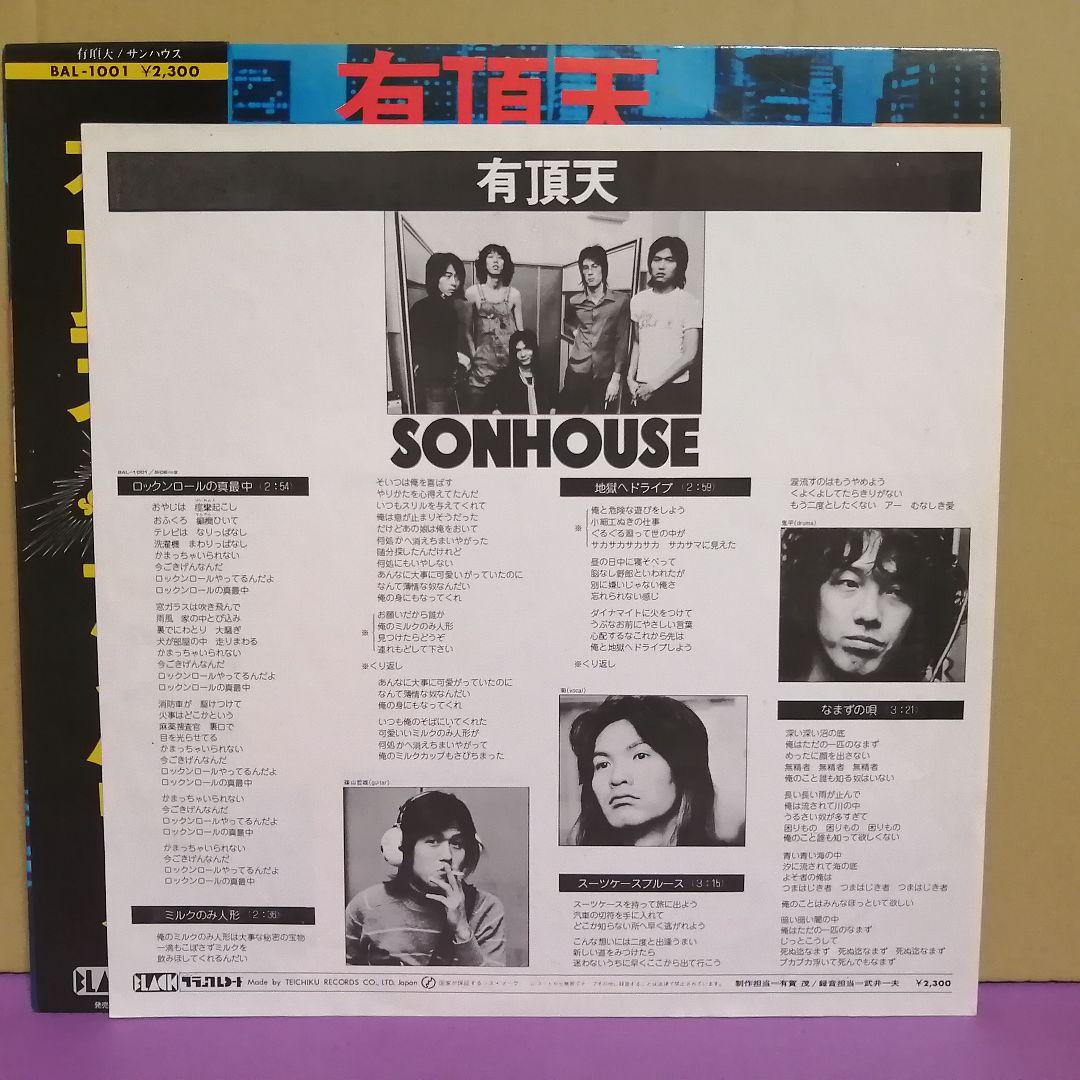 有頂天/サンハウス
BAL-1001 ¥2,300
有頂天
有頂天
SONHOUSE
BAL-1001/SIDE
ロックンロールの真最中 (2:54)
おやじは 痙攣起こし
おふくろ 癲癇ひいて
テレビは なりっぱなし
洗濯機 まわりっぱなし
かまっちゃいられない
今ごきげんなんだ
ロックンロールやってるんだよ
ロックンロールの真最中
窓ガラスは吹き飛んで
雨風 家の中とび込み
裏でにわとり 大騒ぎ
犬が部屋の中 走りまわる
かまっちゃいられない
今ごきげんなんだ
ロックンロールやってるんだよ
ロックンロールの真最中
消防車が 駆けつけて
火事はどこかという
麻薬捜査官 裏口で
目を光らせてる
かまっちゃいられない
今ごきげんなんだ
ロックンロールやってるんだよ
ロックンロールの真最中
かまっちゃいられない
今ごきげんなんだ
ロックンロールやってるんだよ
ロックンロールの真最中
かまっちゃいられない
今ごきげんなんだ
ロックンロールやってるんだよ
ロックンロールの真最中
ミルクのみ人形 (2:36)
俺のミルクのみ人形は大事な秘密の宝物
一滴もこぼさずミルクを
飲みほしてくれるんだい
そいつは俺を喜ばす
やりかたを心得えてたんだ
いつもスリルを与えてくれて
俺は息が止まりそうだった
だけどあの娘は俺をおいて
何処かへ消えちまいやがった
随分探したんだけれど
何処にもいやしない
あんなに大事に可愛いがっていたのに
なんて薄情な奴なんだい
俺の身にもなってくれ
※
お願いだから誰か
俺のミルクのみ人形
見つけたらどうぞ
連れもどして下さい
※くり返し
あんなに大事に可愛がっていたのに
なんて薄情な奴なんだい
俺の身にもなってくれ
いつも俺のそばにいてくれた
可愛いいミルクのみ人形が
何処かへ消えちまいやがって
俺のミルクカップもさびちまった
篠山哲雄(guitar)
地獄へドライブ (2:59)
※
俺と危険な遊びをしよう
小細工ぬきの仕事
ぐるぐる廻って世の中が
サカサカサカサカ サカサマに見えた
昼の日中に寝そべって
脳なし野郎といわれたが
別に嫌いじゃない俺さ
忘れられない感じ
ダイナマイトに火をつけて
うぶなお前にやさしい言葉
心配するなこれから先は
俺と地獄へドライブしよう
※くり返し
菊(vocal)
スーツケースブルース (3:15)
スーツケースを持って旅に出よう
汽車の切符を手に入れて
どこか知らない所へ早く逃がれよう
こんな想いには二度と出逢うまい
新しい道をみつけたら
迷わないうちに早くここから出て行こう
涙流すのはもうやめよう
くよくよしてたらきりがない
もう二度としたくない アー むなしき愛
鬼平(drums)
なまずの唄 (3:21)
深い深い沼の底
俺はただの一匹のなまず
めったに顔を出さない
無精者 無精者 無精者
俺のこと誰も知る奴はいない
長い長い雨が止んで
俺は流されて川の中
うるさい奴が多すぎて
困りもの 困りもの 困りもの
俺のこと誰も知って欲しくない
青い青い海の中
汐に流されて海の底
よそ者の俺は
つまはじき者 つまはじき者 つまはじき者
俺のことはみんなほっといて欲しい
暗い暗い闇の中
俺はただの一匹のなまず
じっとこうして
死ぬ迄なまず 死ぬ迄なまず 死ぬ迄なまず
プカプカ浮いて死んでもなまず
BLACK
BLACK ブラックレコード Made by TEICHIKU RECORDS CO., LTD. Japan
制作担当―有賀 茂/録音担当―武井一夫 ¥2,300